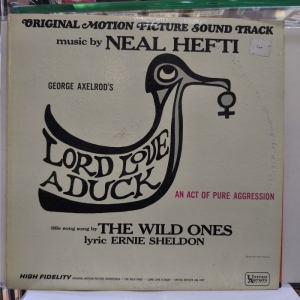 ORIGINAL MOTION PICTURE SOUND TRACK
music by NEAL HEFTI
GEORGE AXELROD'S
LORD LOVE
A DUCK
AN ACT OF PURE AGGRESSION
title song sung by THE WILD ONES
lyric ERNIE SHELDON
HIGH FIDELITY
UNITED ARTISTS